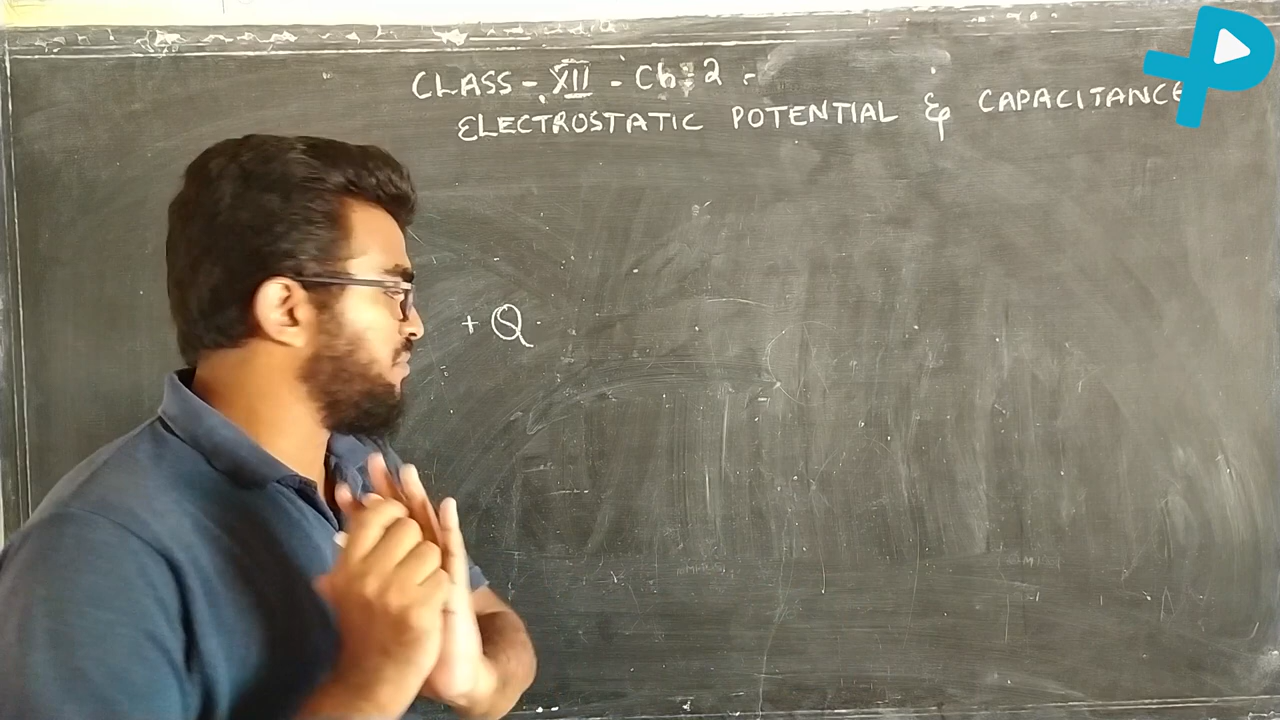 CLASS - XII - Ch:2 -
ELECTROSTATIC POTENTIAL & CAPACITANCE
+ Q